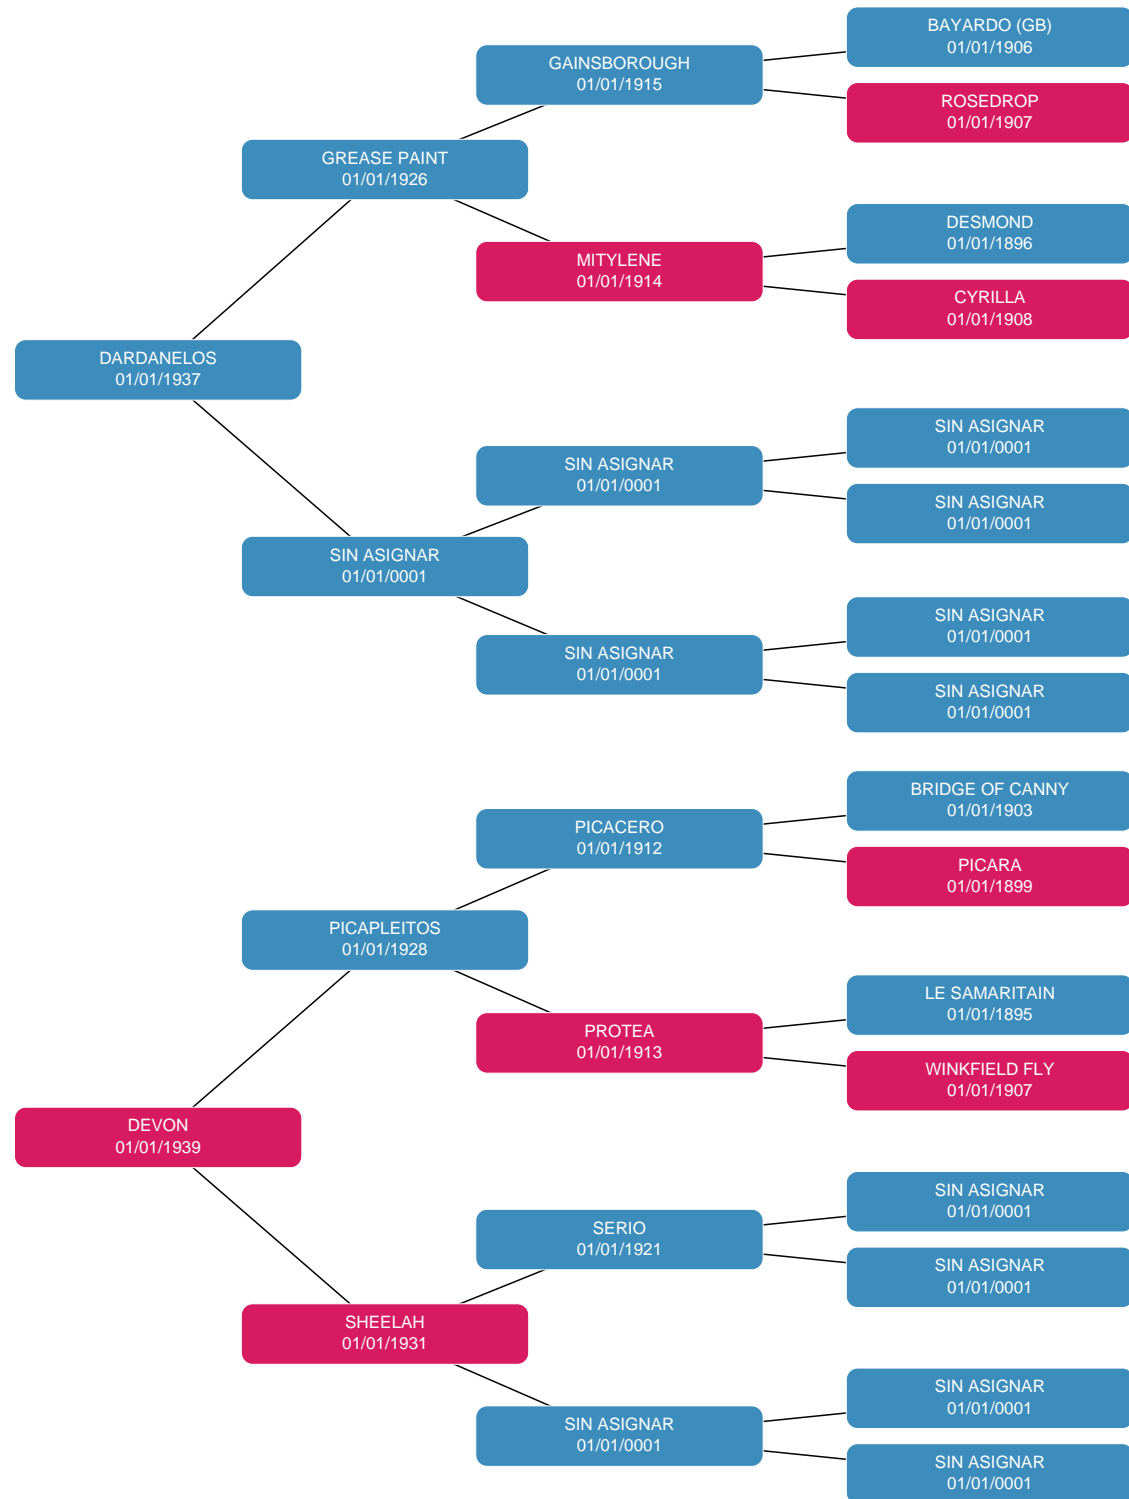 BAYARDO (GB)
01/01/1906
GAINSBOROUGH
01/01/1915
ROSEDROP
01/01/1907
GREASE PAINT
01/01/1926
DESMOND
01/01/1896
MITYLENE
01/01/1914
CYRILLA
01/01/1908
DARDANELOS
01/01/1937
SIN ASIGNAR
01/01/0001
SIN ASIGNAR
01/01/0001
SIN ASIGNAR
01/01/0001
SIN ASIGNAR
01/01/0001
SIN ASIGNAR
01/01/0001
SIN ASIGNAR
01/01/0001
SIN ASIGNAR
01/01/0001
BRIDGE OF CANNY
01/01/1903
PICACERO
01/01/1912
PICARA
01/01/1899
PICAPLEITOS
01/01/1928
LE SAMARITAIN
01/01/1895
PROTEA
01/01/1913
WINKFIELD FLY
01/01/1907
DEVON
01/01/1939
SIN ASIGNAR
01/01/0001
SERIO
01/01/1921
SIN ASIGNAR
01/01/0001
SHEELAH
01/01/1931
SIN ASIGNAR
01/01/0001
SIN ASIGNAR
01/01/0001
SIN ASIGNAR
01/01/0001